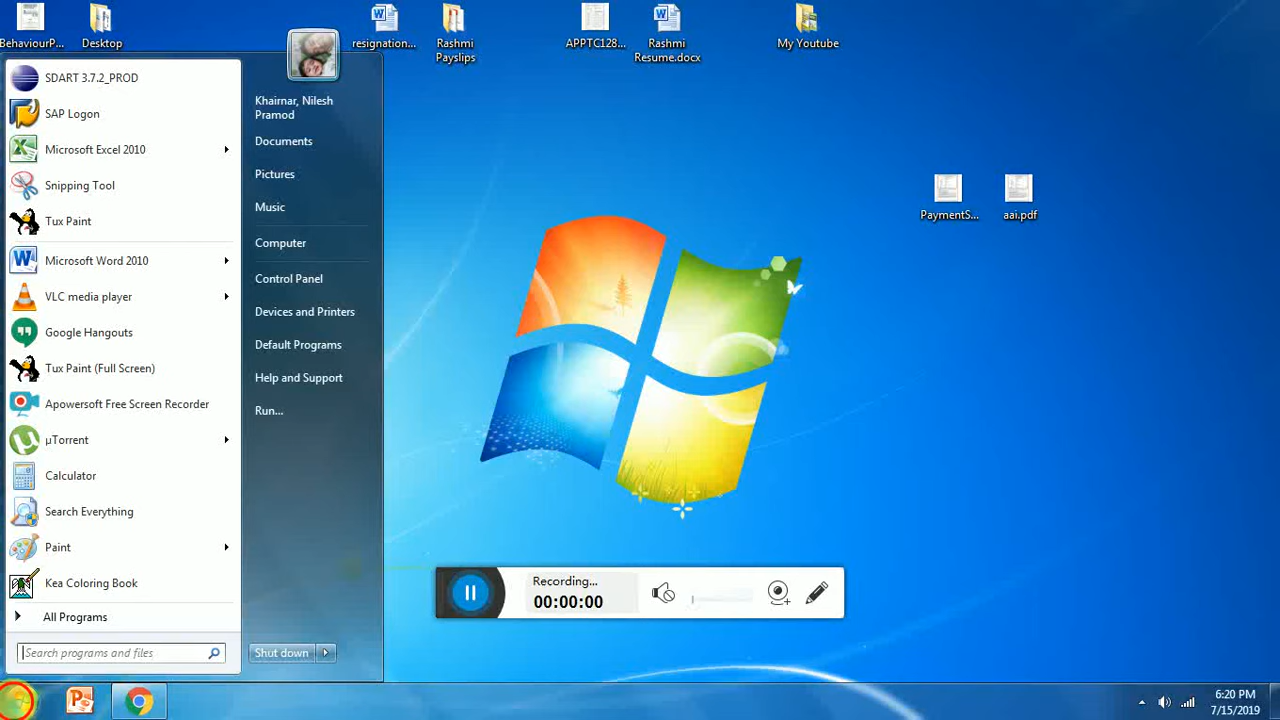 BehaviourP...
Desktop
resignation...
Rashmi
Payslips
APPTC128...
Rashmi
Resume.docx
My Youtube
SDART 3.7.2_PROD
SAP Logon
Microsoft Excel 2010
Snipping Tool
Tux Paint
Microsoft Word 2010
VLC media player
Google Hangouts
Tux Paint (Full Screen)
Apowersoft Free Screen Recorder
µTorrent
Calculator
Search Everything
Paint
Kea Coloring Book
All Programs
Search programs and files
Khairnar, Nilesh
Pramod
Documents
Pictures
Music
Computer
Control Panel
Devices and Printers
Default Programs
Help and Support
Run...
Shut down
PaymentS...
aai.pdf
Recording...
00:00:00
6:20 PM
7/15/2019